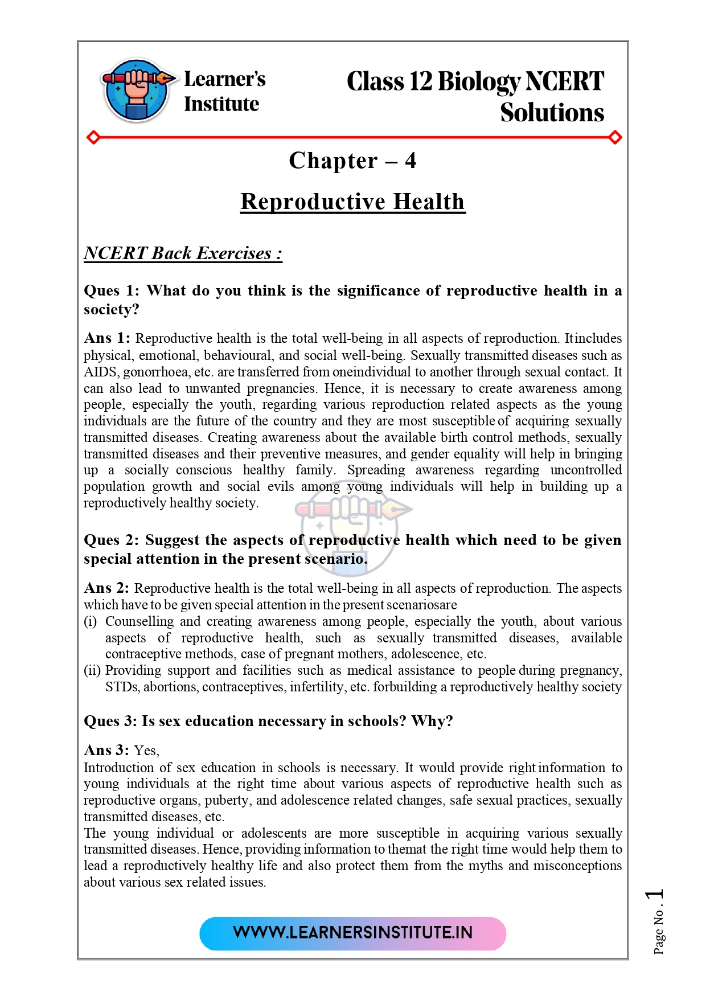 Learner's
Institute
Class 12 Biology NCERT
Solutions
Chapter – 4
Reproductive Health
NCERT Back Exercises :
Ques 1: What do you think is the significance of reproductive health in a
society?
Ans 1: Reproductive health is the total well-being in all aspects of reproduction. Itincludes
physical, emotional, behavioural, and social well-being. Sexually transmitted diseases such as
AIDS, gonorrhoea, etc. are transferred from oneindividual to another through sexual contact. It
can also lead to unwanted pregnancies. Hence, it is necessary to create awareness among
people, especially the youth, regarding various reproduction related aspects as the young
individuals are the future of the country and they are most susceptible of acquiring sexually
transmitted diseases. Creating awareness about the available birth control methods, sexually
transmitted diseases and their preventive measures, and gender equality will help in bringing
up a socially conscious healthy family. Spreading awareness regarding uncontrolled
population growth and social evils among young individuals will help in building up a
reproductively healthy society.
Ques 2: Suggest the aspects of reproductive health which need to be given
special attention in the present scenario.
Ans 2: Reproductive health is the total well-being in all aspects of reproduction. The aspects
which have to be given special attention in the present scenariosare
(i) Counselling and creating awareness among people, especially the youth, about various
aspects of reproductive health, such as sexually transmitted diseases, available
contraceptive methods, case of pregnant mothers, adolescence, etc.
(ii) Providing support and facilities such as medical assistance to people during pregnancy,
STDs, abortions, contraceptives, infertility, etc. forbuilding a reproductively healthy society
Ques 3: Is sex education necessary in schools? Why?
Ans 3: Yes,
Introduction of sex education in schools is necessary. It would provide right information to
young individuals at the right time about various aspects of reproductive health such as
reproductive organs, puberty, and adolescence related changes, safe sexual practices, sexually
transmitted diseases, etc.
The young individual or adolescents are more susceptible in acquiring various sexually
transmitted diseases. Hence, providing information to themat the right time would help them to
lead a reproductively healthy life and also protect them from the myths and misconceptions
about various sex related issues.
WWW.LEARNERSINSTITUTE.IN
Page No . 1